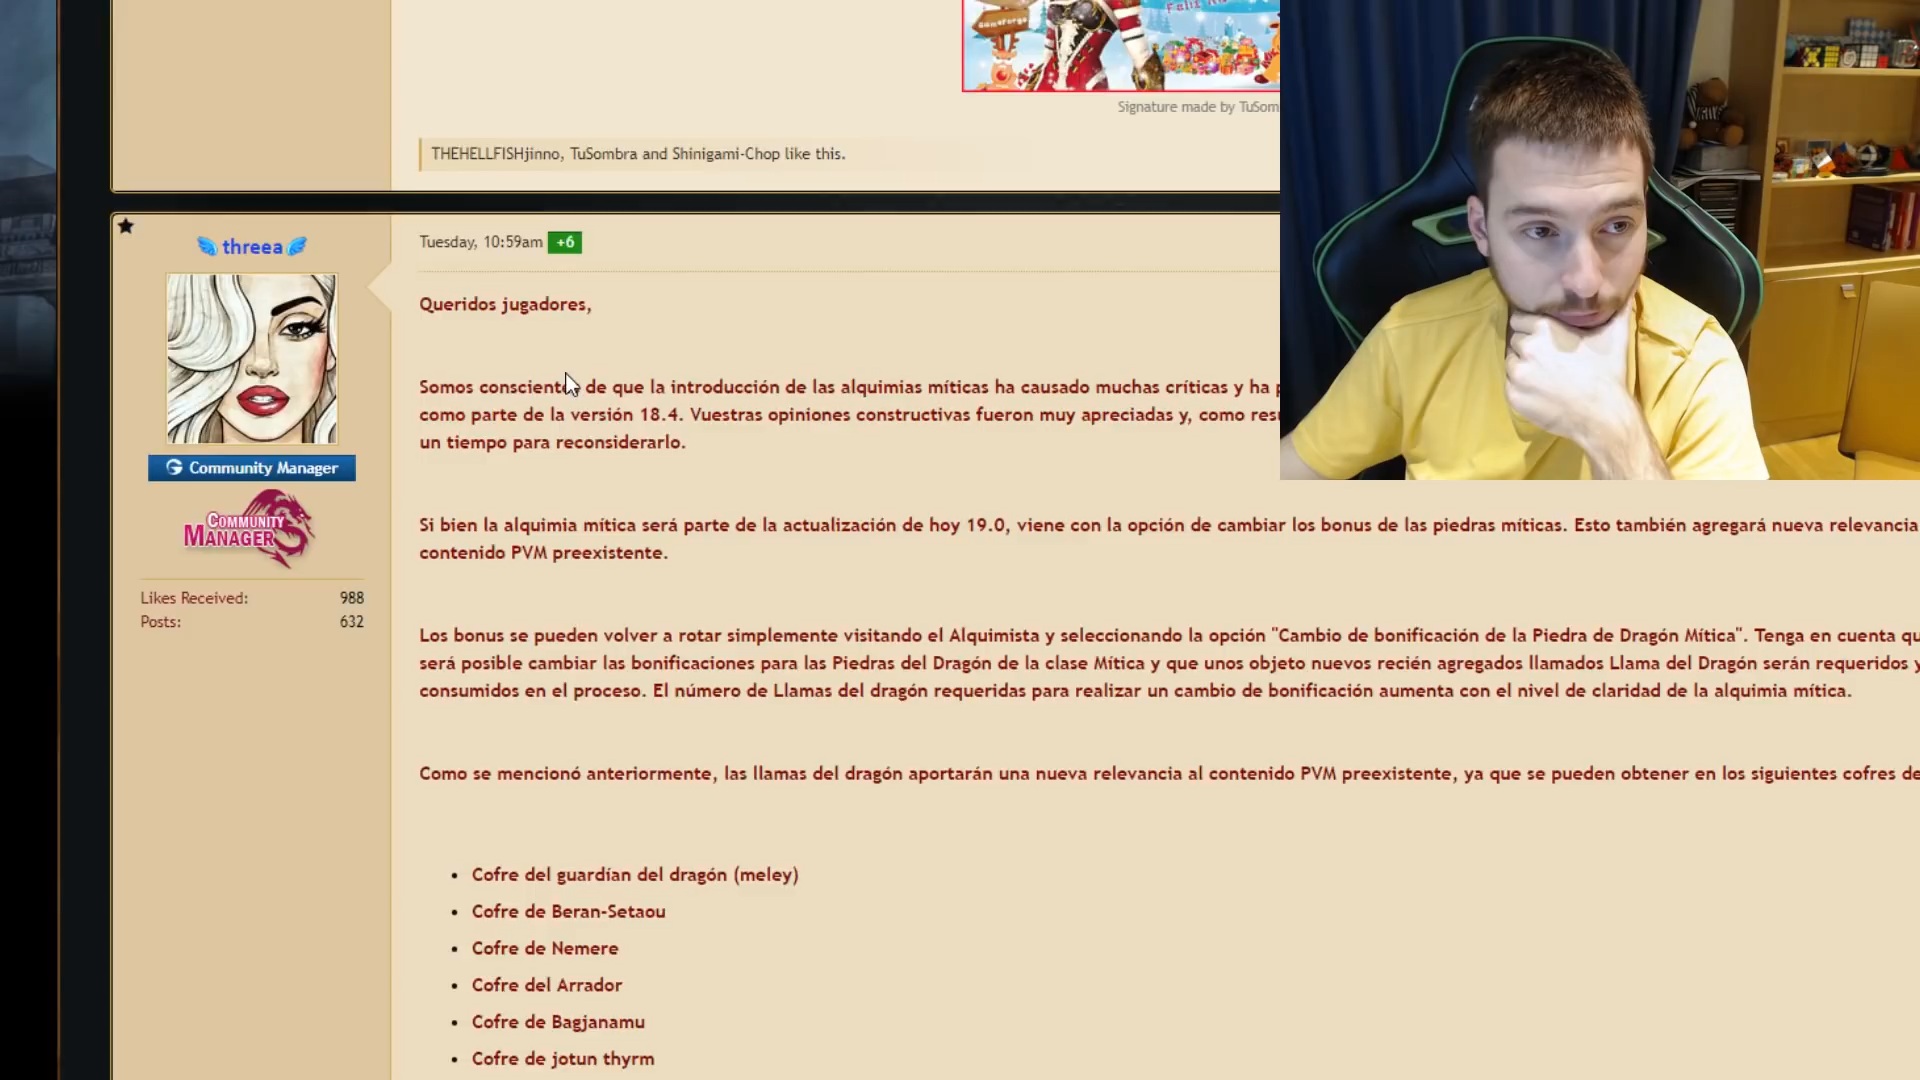 Gameforge
Feliz
Signature made by TuSom
THEHELLFISHjinno, TuSombra and Shinigami-Chop like this.
threea
Tuesday, 10:59am +6
Queridos jugadores,
Somos conscientes de que la introducción de las alquimias míticas ha causado muchas críticas y ha
como parte de la versión 18.4. Vuestras opiniones constructivas fueron muy apreciadas y, como
un tiempo para reconsiderarlo.
Community Manager
COMMUNITY
MANAGER
Si bien la alquimia mítica será parte de la actualización de hoy 19.0, viene con la opción de cambiar los bonus de las piedras míticas. Esto también agregará nueva relevancia
contenido PVM preexistente.
Likes Received: 988
Posts: 632
Los bonus se pueden volver a rotar simplemente visitando el Alquimista y seleccionando la opción "Cambio de bonificación de la Piedra de Dragón Mítica". Tenga en cuenta qu
será posible cambiar las bonificaciones para las Piedras del Dragón de la clase Mítica y que unos objeto nuevos recién agregados llamados Llama del Dragón serán requeridos y
consumidos en el proceso. El número de Llamas del dragón requeridas para realizar un cambio de bonificación aumenta con el nivel de claridad de la alquimia mítica.
Como se mencionó anteriormente, las llamas del dragón aportarán una nueva relevancia al contenido PVM preexistente, ya que se pueden obtener en los siguientes cofres de
• Cofre del guardían del dragón (meley)
• Cofre de Beran-Setaou
• Cofre de Nemere
• Cofre del Arrador
• Cofre de Bagjanamu
• Cofre de jotun thyrm